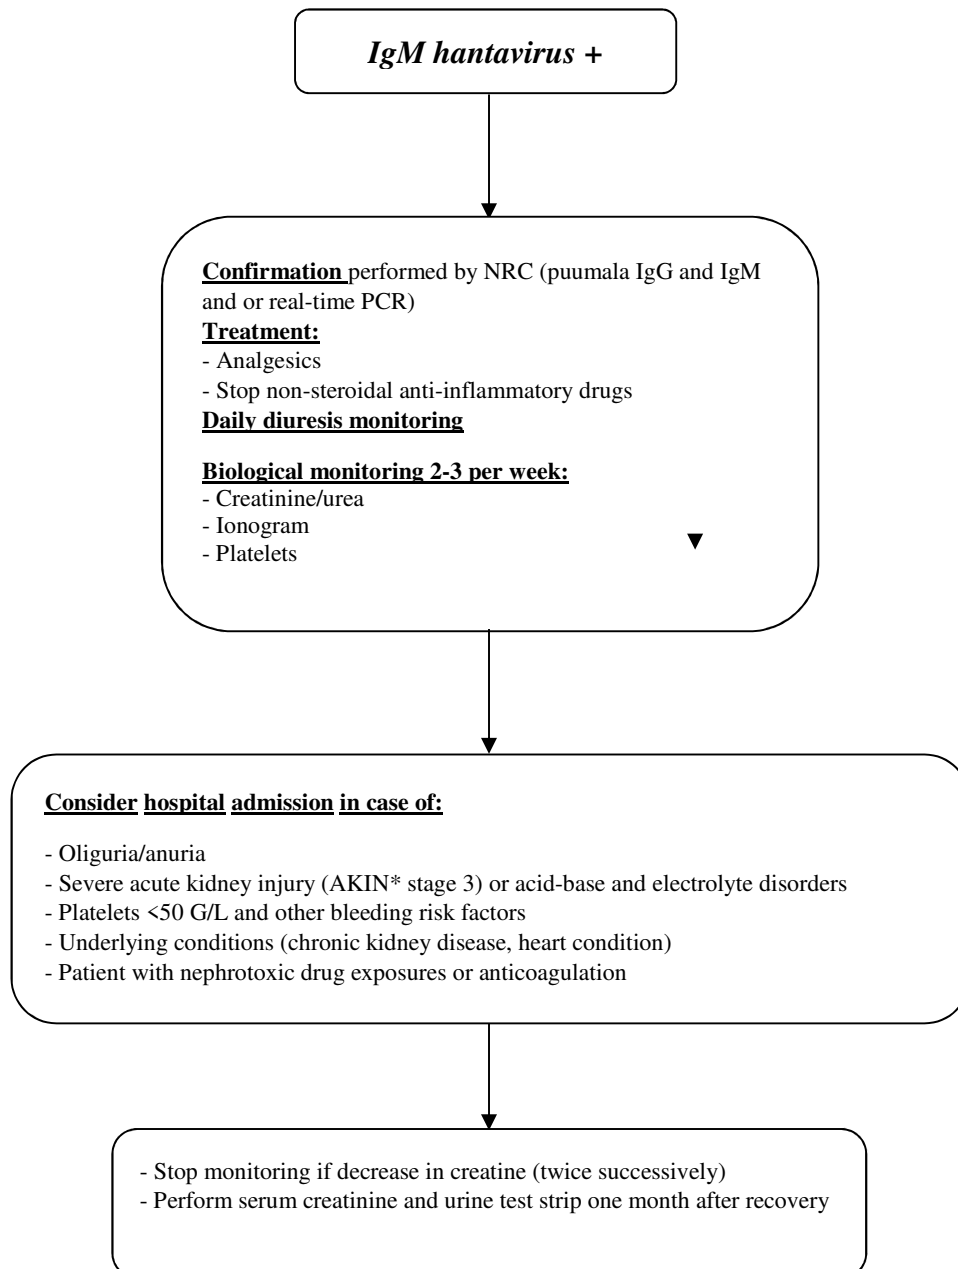 IgM hantavirus +
Confirmation performed by NRC (puumala IgG and IgM
and or real-time PCR)
Treatment:
- Analgesics
- Stop non-steroidal anti-inflammatory drugs
Daily diuresis monitoring
Biological monitoring 2-3 per week:
- Creatinine/urea
- Ionogram
- Platelets
Consider hospital admission in case of:
- Oliguria/anuria
- Severe acute kidney injury (AKIN* stage 3) or acid-base and electrolyte disorders
- Platelets <50 G/L and other bleeding risk factors
- Underlying conditions (chronic kidney disease, heart condition)
- Patient with nephrotoxic drug exposures or anticoagulation
- Stop monitoring if decrease in creatine (twice successively)
- Perform serum creatinine and urine test strip one month after recovery